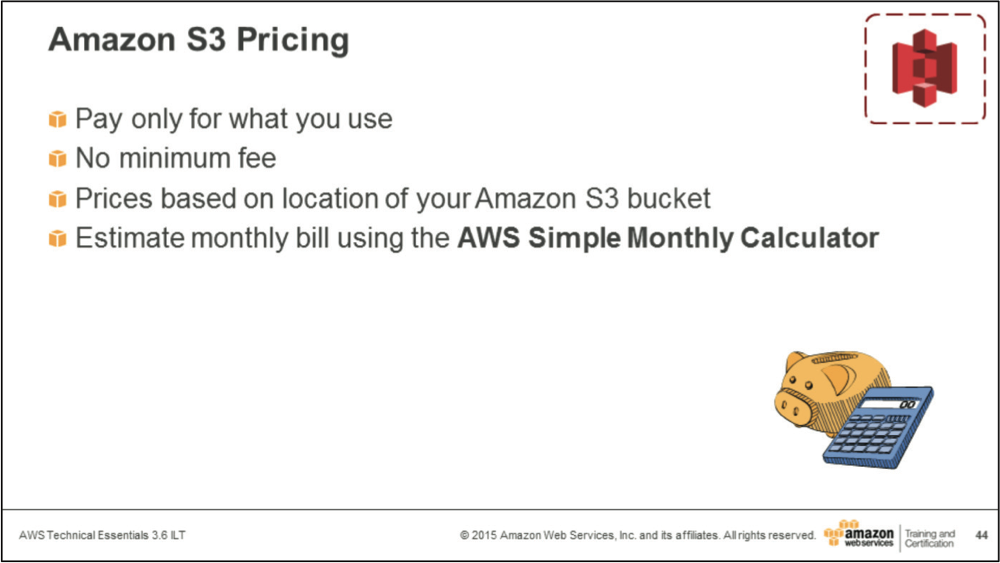 Amazon S3 Pricing
Pay only for what you use
No minimum fee
Prices based on location of your Amazon S3 bucket
Estimate monthly bill using the AWS Simple Monthly Calculator
00
AWS Technical Essentials 3.6 ILT
© 2015 Amazon Web Services, Inc. and its affiliates. All rights reserved.
amazon
webservices
Training and
Certification
44